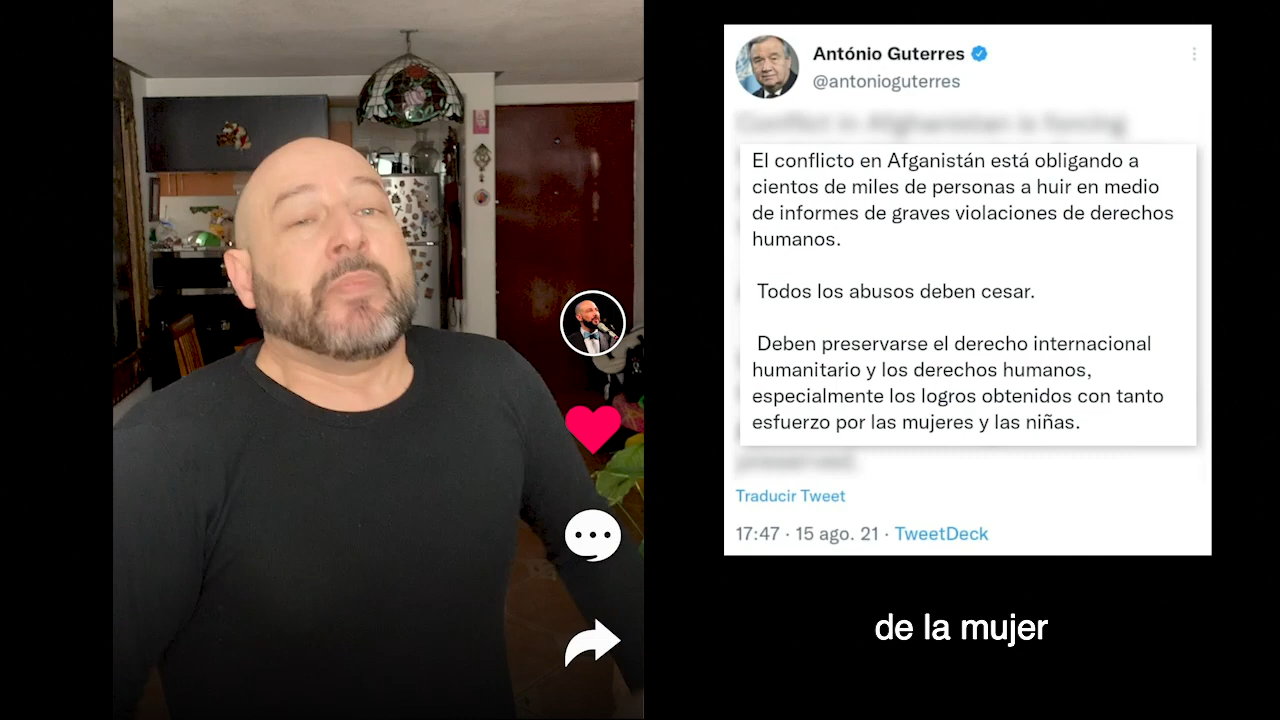 António Guterres
@antonioguterres
El conflicto en Afganistán está obligando a
cientos de miles de personas a huir en medio
de informes de graves violaciones de derechos
humanos.
Todos los abusos deben cesar.
Deben preservarse el derecho internacional
humanitario y los derechos humanos,
especialmente los logros obtenidos con tanto
esfuerzo por las mujeres y las niñas.
preserved.
Traducir Tweet
17:47 · 15 ago. 21 · TweetDeck
de la mujer